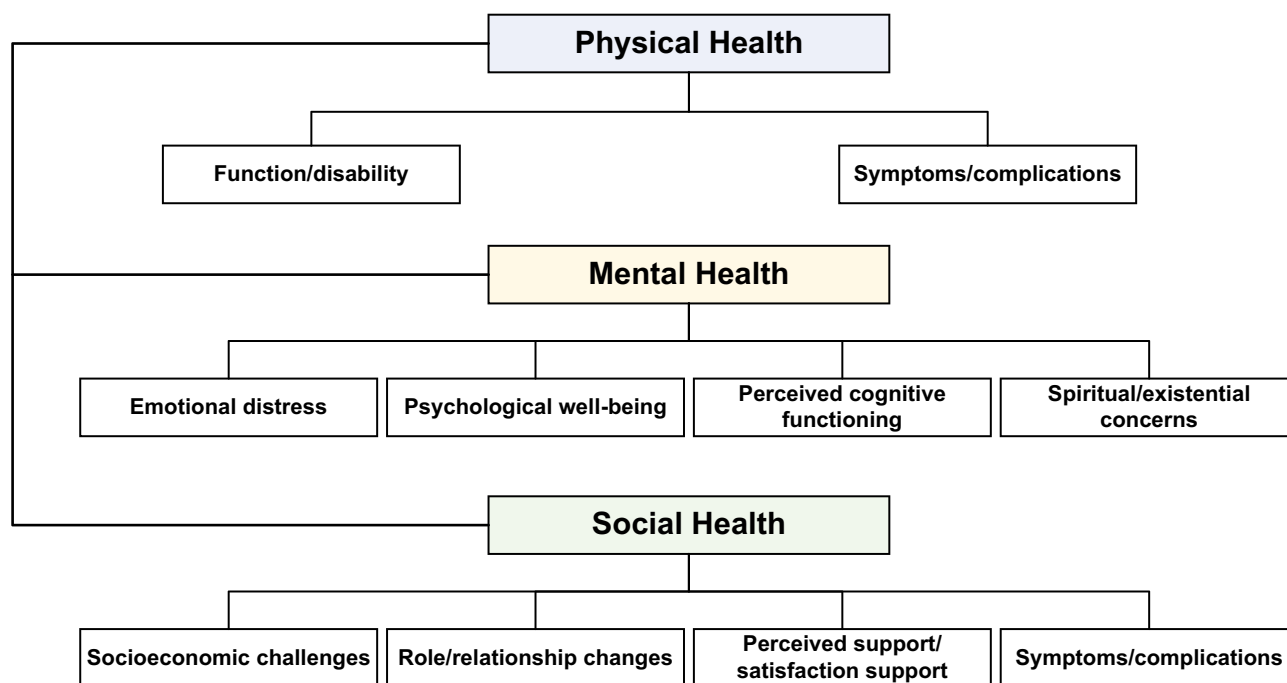 Physical Health
Function/disability
Symptoms/complications
Mental Health
Emotional distress
Psychological well-being
Perceived cognitive
functioning
Spiritual/existential
concerns
Social Health
Socioeconomic challenges
Role/relationship changes
Perceived support/
satisfaction support
Symptoms/complications